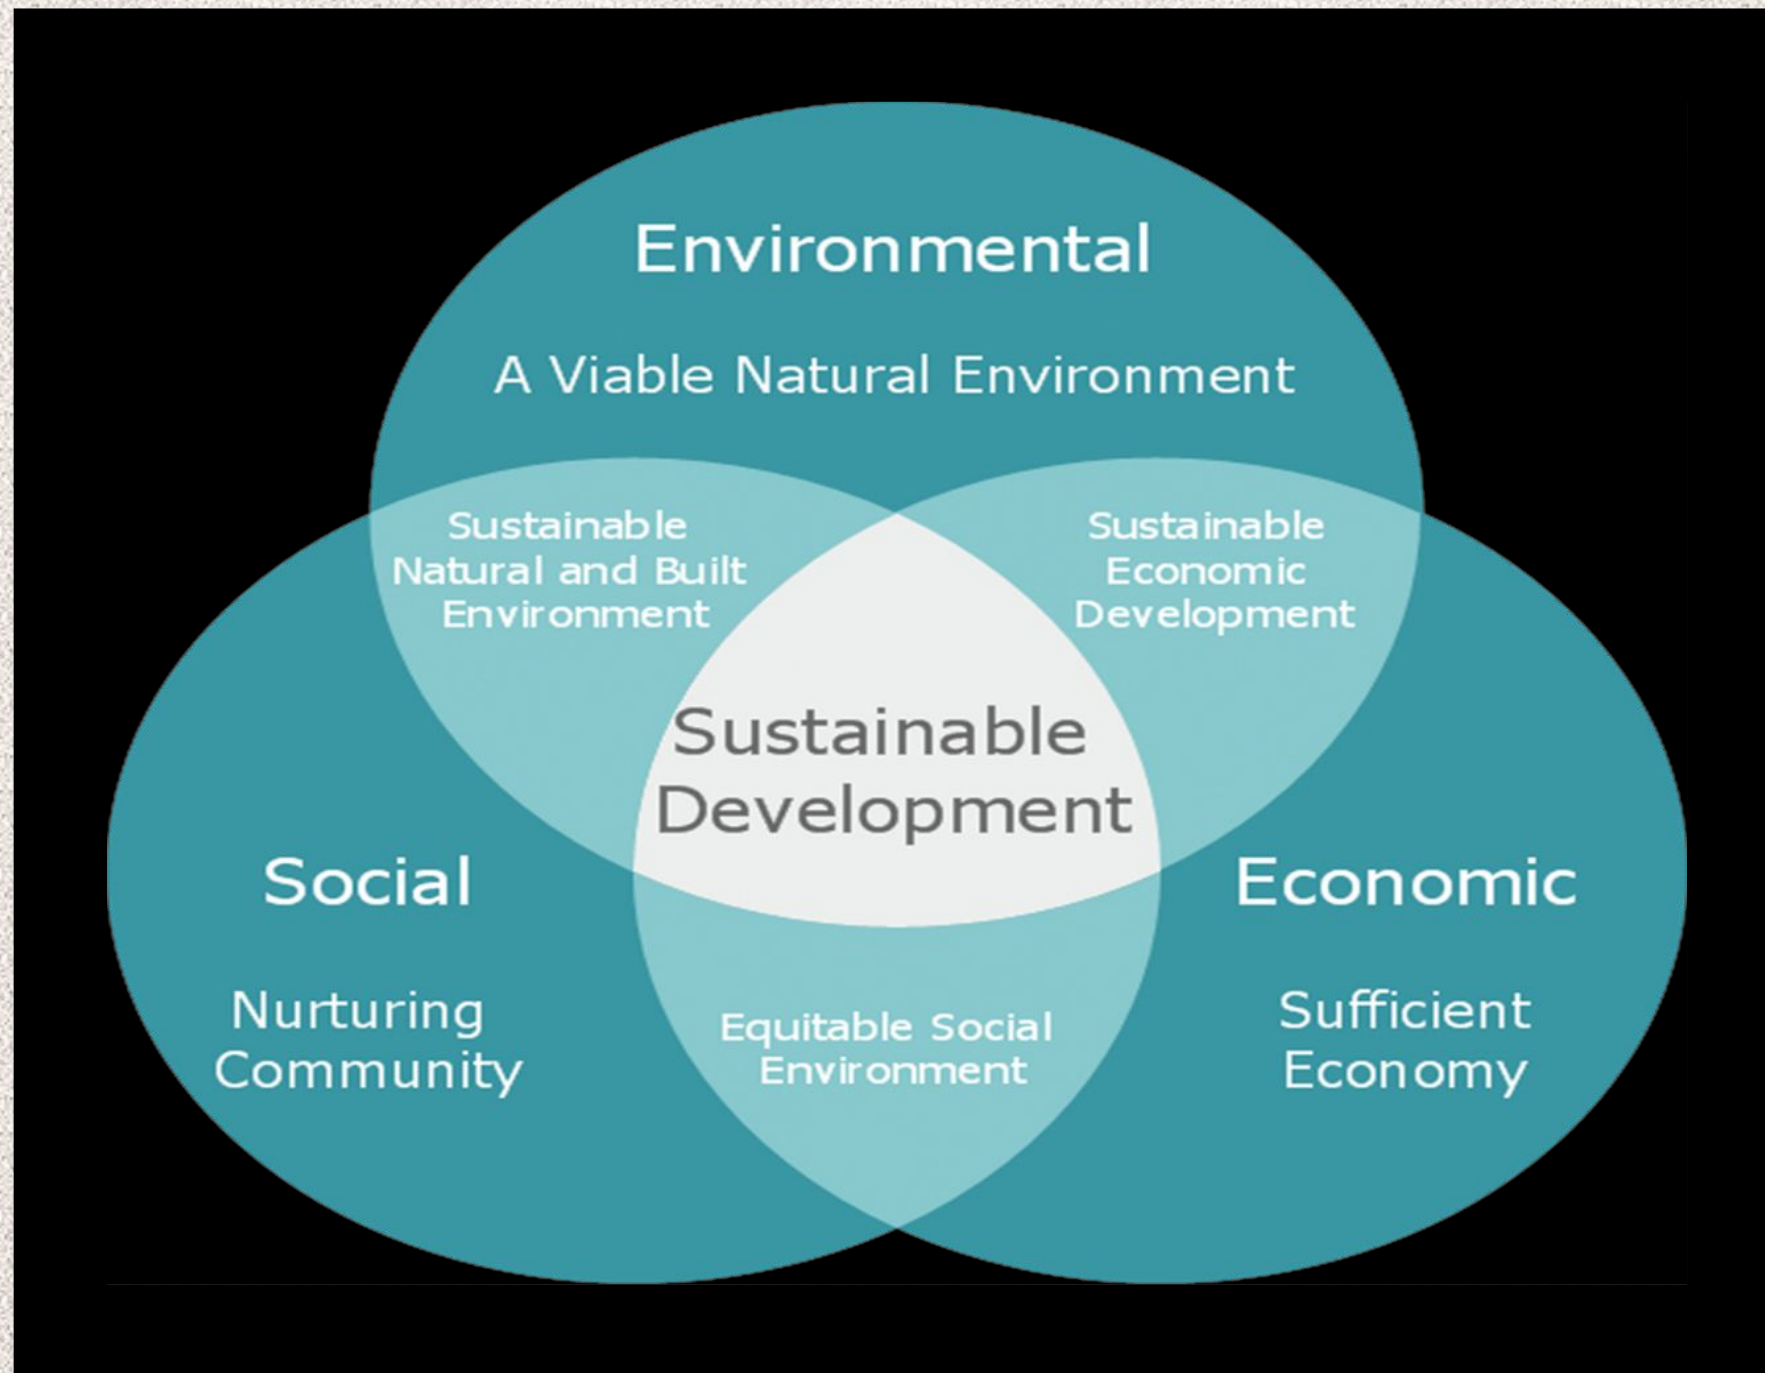 Environmental
A Viable Natural Environment
Sustainable
Natural and Built
Environment
Sustainable
Economic
Development
Sustainable
Development
Social
Nurturing
Community
Equitable Social
Environment
Economic
Sufficient
Economy